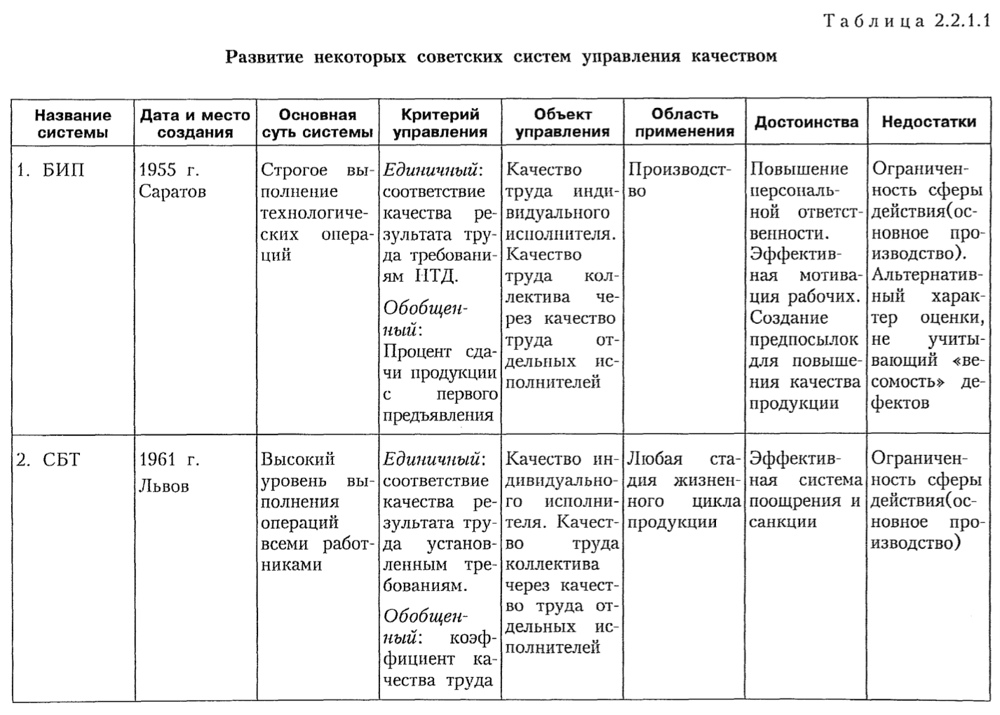 Таблица 2.2.1.1
Развитие некоторых советских систем управления качеством
Название
системы
Дата и место
создания
Основная
суть системы
Критерий
управления
Объект
управления
Область
применения
Достоинства
Недостатки
1. БИП
1955 г.
Саратов
Строгое вы-
полнение
технологиче-
ских опера-
ций
Единичный:
соответствие
качества ре-
зультата тру-
да требовани-
ям НТД.
Обобщен-
ный:
Процент сда-
чи продукции
с первого
предъявления
Качество
труда инди-
видуального
исполнителя.
Качество
труда кол-
лектива че-
рез качество
труда от-
дельных ис-
полнителей
Производст-
во
Повышение
персональ-
ной ответст-
венности.
Эффектив-
ная мотива-
ция рабочих.
Создание
предпосылок
для повыше-
ния качества
продукции
Ограничен-
ность сферы
действия(ос-
новное про-
изводство).
Альтернатив-
ный харак-
тер оценки,
не учиты-
вающий «ве-
сомость» де-
фектов
2. СБТ
1961 г.
Львов
Высокий
уровень вы-
полнения
операций
всеми работ-
никами
Единичный:
соответствие
качества ре-
зультата тру-
да установ-
ленным тре-
бованиям.
Обобщен-
ный: коэф-
фициент ка-
чества труда
Качество ин-
дивидуально-
го исполни-
теля. Качест-
во труда
коллектива
через качест-
во труда от-
дельных ис-
полнителей
Любая ста-
дия жизнен-
ного цикла
продукции
Эффектив-
ная система
поощрения и
санкции
Ограничен-
ность сферы
действия(ос-
новное про-
изводство)